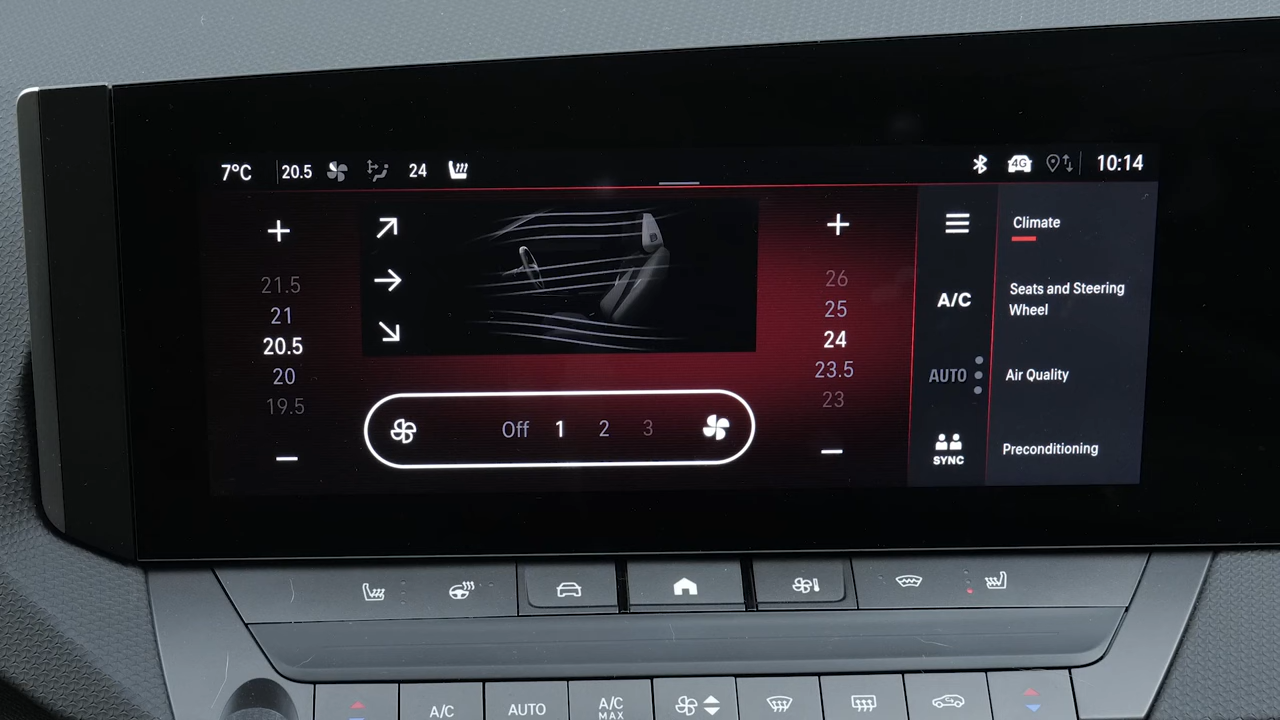 7°C 20.5 24 4G 10:14
21.5
21
20.5
20
19.5
Off 1 2 3
26
25
24
23.5
23
A/C
AUTO
SYNC
Climate
Seats and Steering
Wheel
Air Quality
Preconditioning
A/C
AUTO
A/C
MAX